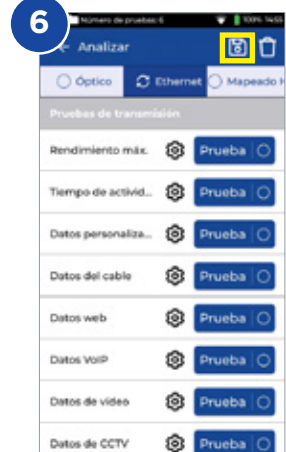 6
Número de pruebas: 6 100% 14:55
Analizar
Óptico Ethernet Mapeado H
Pruebas de transmisión
Rendimiento máx. Prueba
Tiempo de activid... Prueba
Datos personaliza... Prueba
Datos del cable Prueba
Datos web Prueba
Datos VoIP Prueba
Datos de vídeo Prueba
Datos de CCTV Prueba